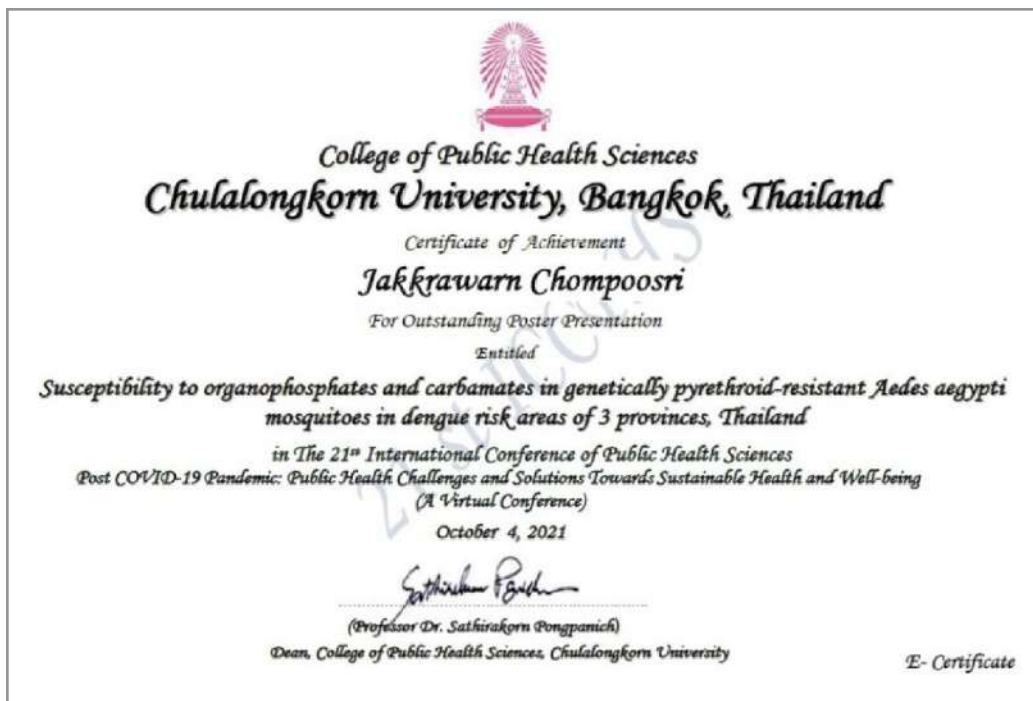 College of Public Health Sciences
Chulalongkorn University, Bangkok, Thailand
Certificate of Achievement
Jakkrawarn Chompoosri
For Outstanding Poster Presentation
Entitled
Susceptibility to organophosphates and carbamates in genetically pyrethroid-resistant Aedes aegypti
mosquitoes in dengue risk areas of 3 provinces, Thailand
in The 21st International Conference of Public Health Sciences
Post COVID-19 Pandemic: Public Health Challenges and Solutions Towards Sustainable Health and Well-being
(A Virtual Conference)
October 4, 2021
(Professor Dr. Sathirakorn Pongpanich)
Dean, College of Public Health Sciences, Chulalongkorn University
E- Certificate